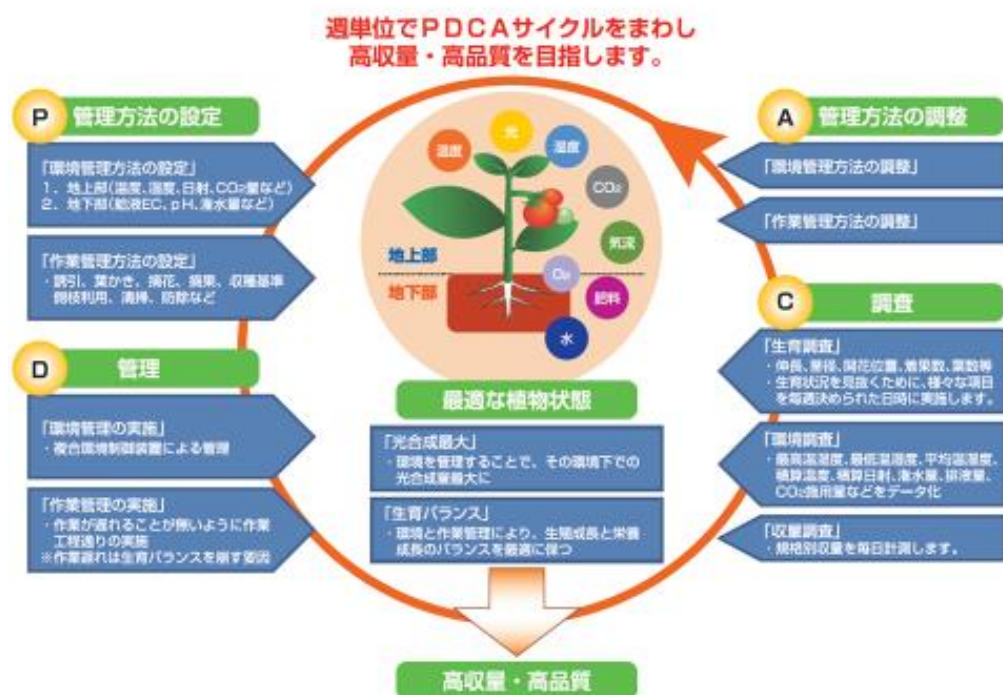 週単位でPDCAサイクルをまわし
高収量・高品質を目指します。
P 管理方法の設定
「環境管理方法の設定」
1. 地上部(温度、湿度、日射、CO2量など)
2. 地下部(給液EC、pH、潅水量など)
「作業管理方法の設定」
・誘引、葉かき、摘花、摘果、収穫基準
側枝利用、清掃、防除など
D 管理
「環境管理の実施」
・複合環境制御装置による管理
「作業管理の実施」
・作業が遅れることが無いように作業
工程通りの実施
※作業遅れは生育バランスを崩す要因
光
温度
湿度
CO2
気流
地上部
O2
地下部
肥料
水
最適な植物状態
「光合成最大」
・環境を管理することで、その環境下での
光合成量最大に
「生育バランス」
・環境と作業管理により、生殖成長と栄養
成長のバランスを最適に保つ
高収量・高品質
A 管理方法の調整
「環境管理方法の調整」
「作業管理方法の調整」
C 調査
「生育調査」
・伸長、茎径、開花位置、着果数、葉数等
・生育状況を見抜くために、様々な項目
を毎週決められた日時に実施します。
「環境調査」
・最高温湿度、最低温湿度、平均温湿度、
積算温度、積算日射、潅水量、排液量、
CO2施用量などをデータ化
「収量調査」
・規格別収量を毎日計測します。